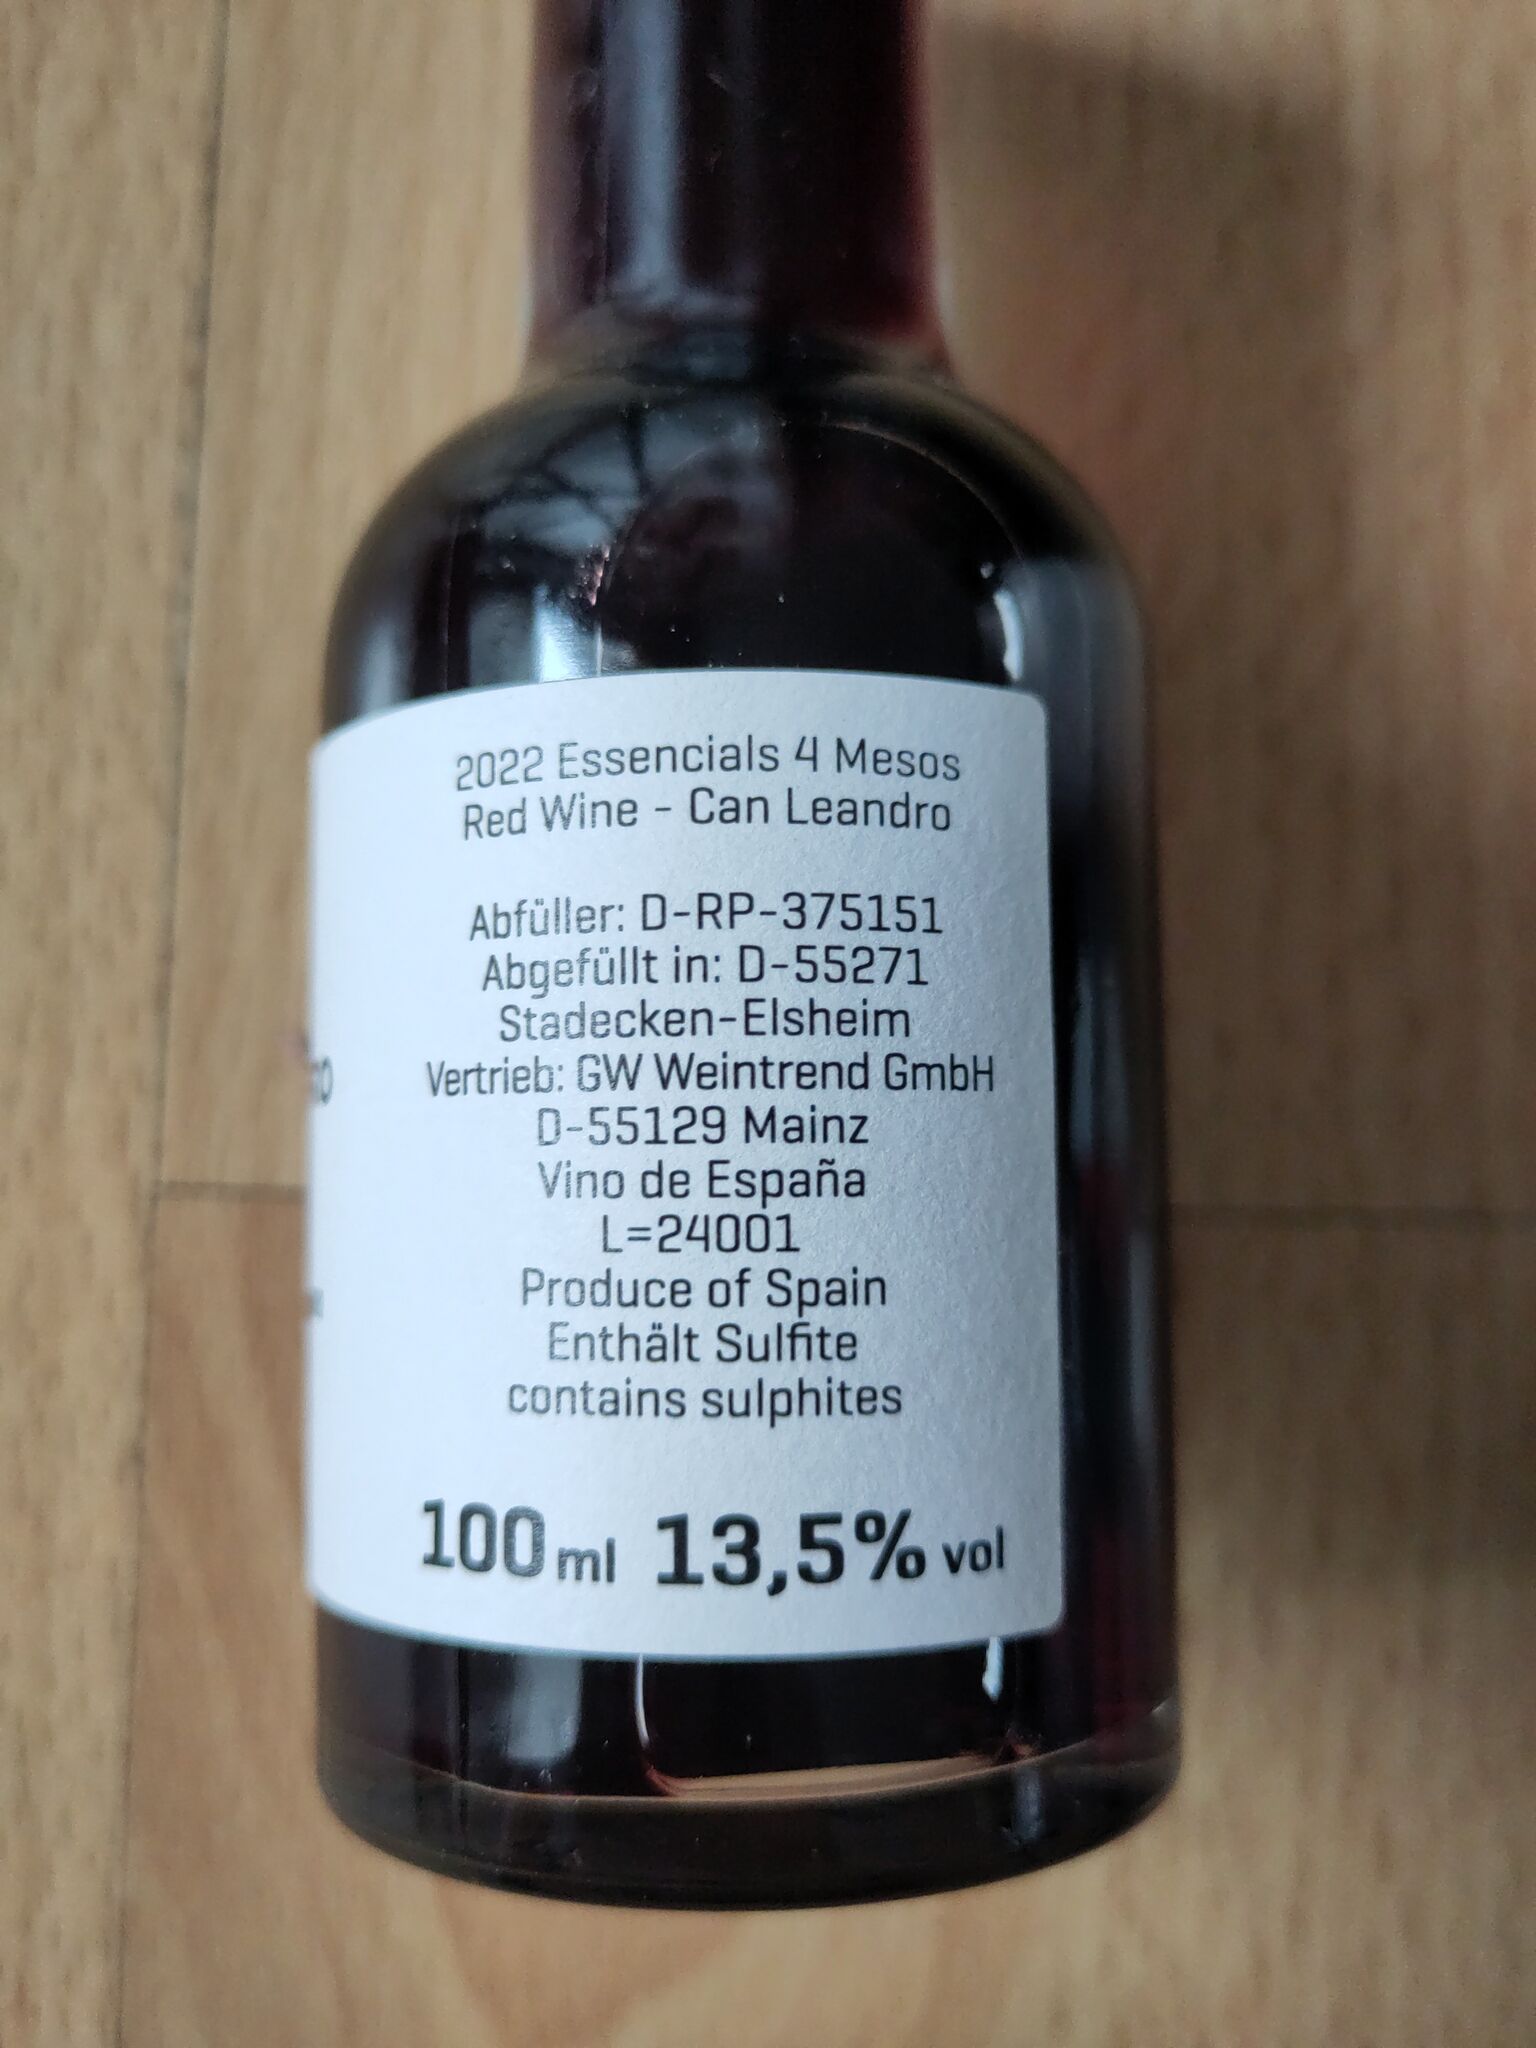 2022 Essencials 4 Mesos
Red Wine - Can Leandro
Abfüller: D-RP-375151
Abgefüllt in: D-55271
Stadecken-Elsheim
Vertrieb: GW Weintrend GmbH
D-55129 Mainz
Vino de España
L=24001
Produce of Spain
Enthält Sulfite
contains sulphites
100 ml 13,5% vol